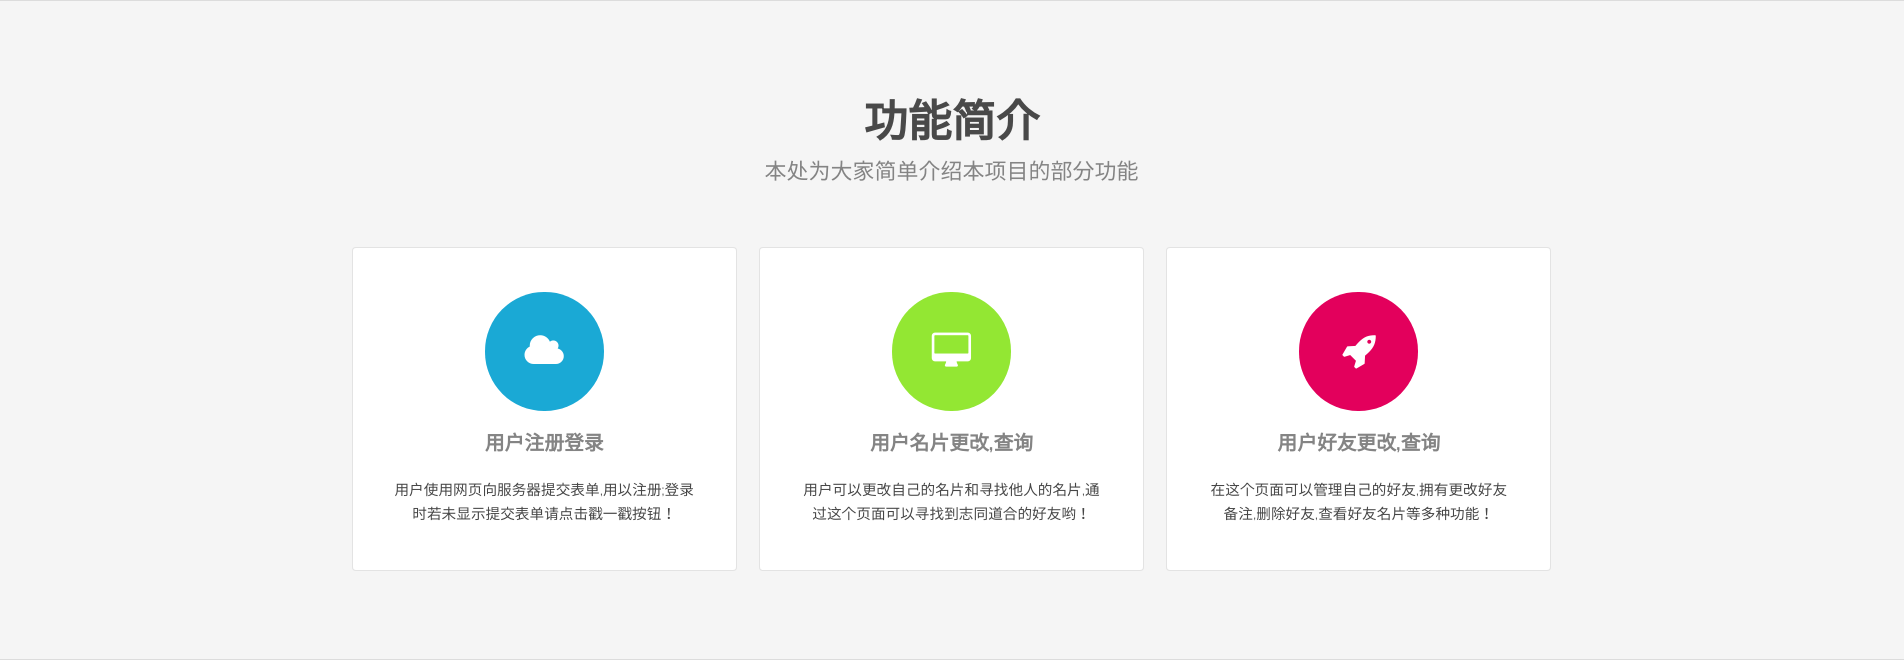 功能简介
本处为大家简单介绍本项目的部分功能
用户注册登录
用户使用网页向服务器提交表单,用以注册;登录
时若未显示提交表单请点击戳一戳按钮！
用户名片更改,查询
用户可以更改自己的名片和寻找他人的名片,通
过这个页面可以寻找到志同道合的好友哟！
用户好友更改,查询
在这个页面可以管理自己的好友,拥有更改好友
备注,删除好友,查看好友名片等多种功能！